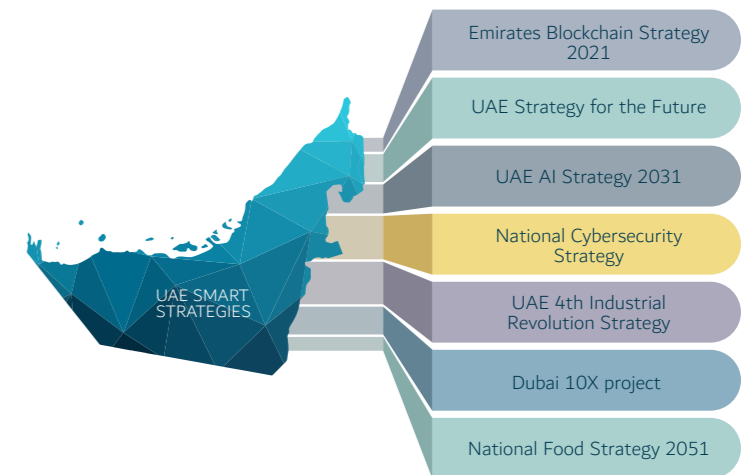 Emirates Blockchain Strategy
2021
UAE Strategy for the Future
UAE AI Strategy 2031
National Cybersecurity
Strategy
UAE SMART
STRATEGIES
UAE 4th Industrial
Revolution Strategy
Dubai 10X project
National Food Strategy 2051